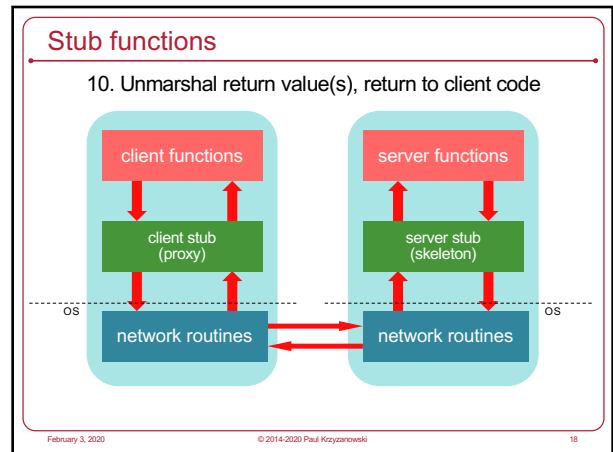 Stub functions
10. Unmarshal return value(s), return to client code
client functions
server functions
client stub
(proxy)
server stub
(skeleton)
os
os
network routines
network routines
February 3, 2020
© 2014-2020 Paul Krzyzanowski
18